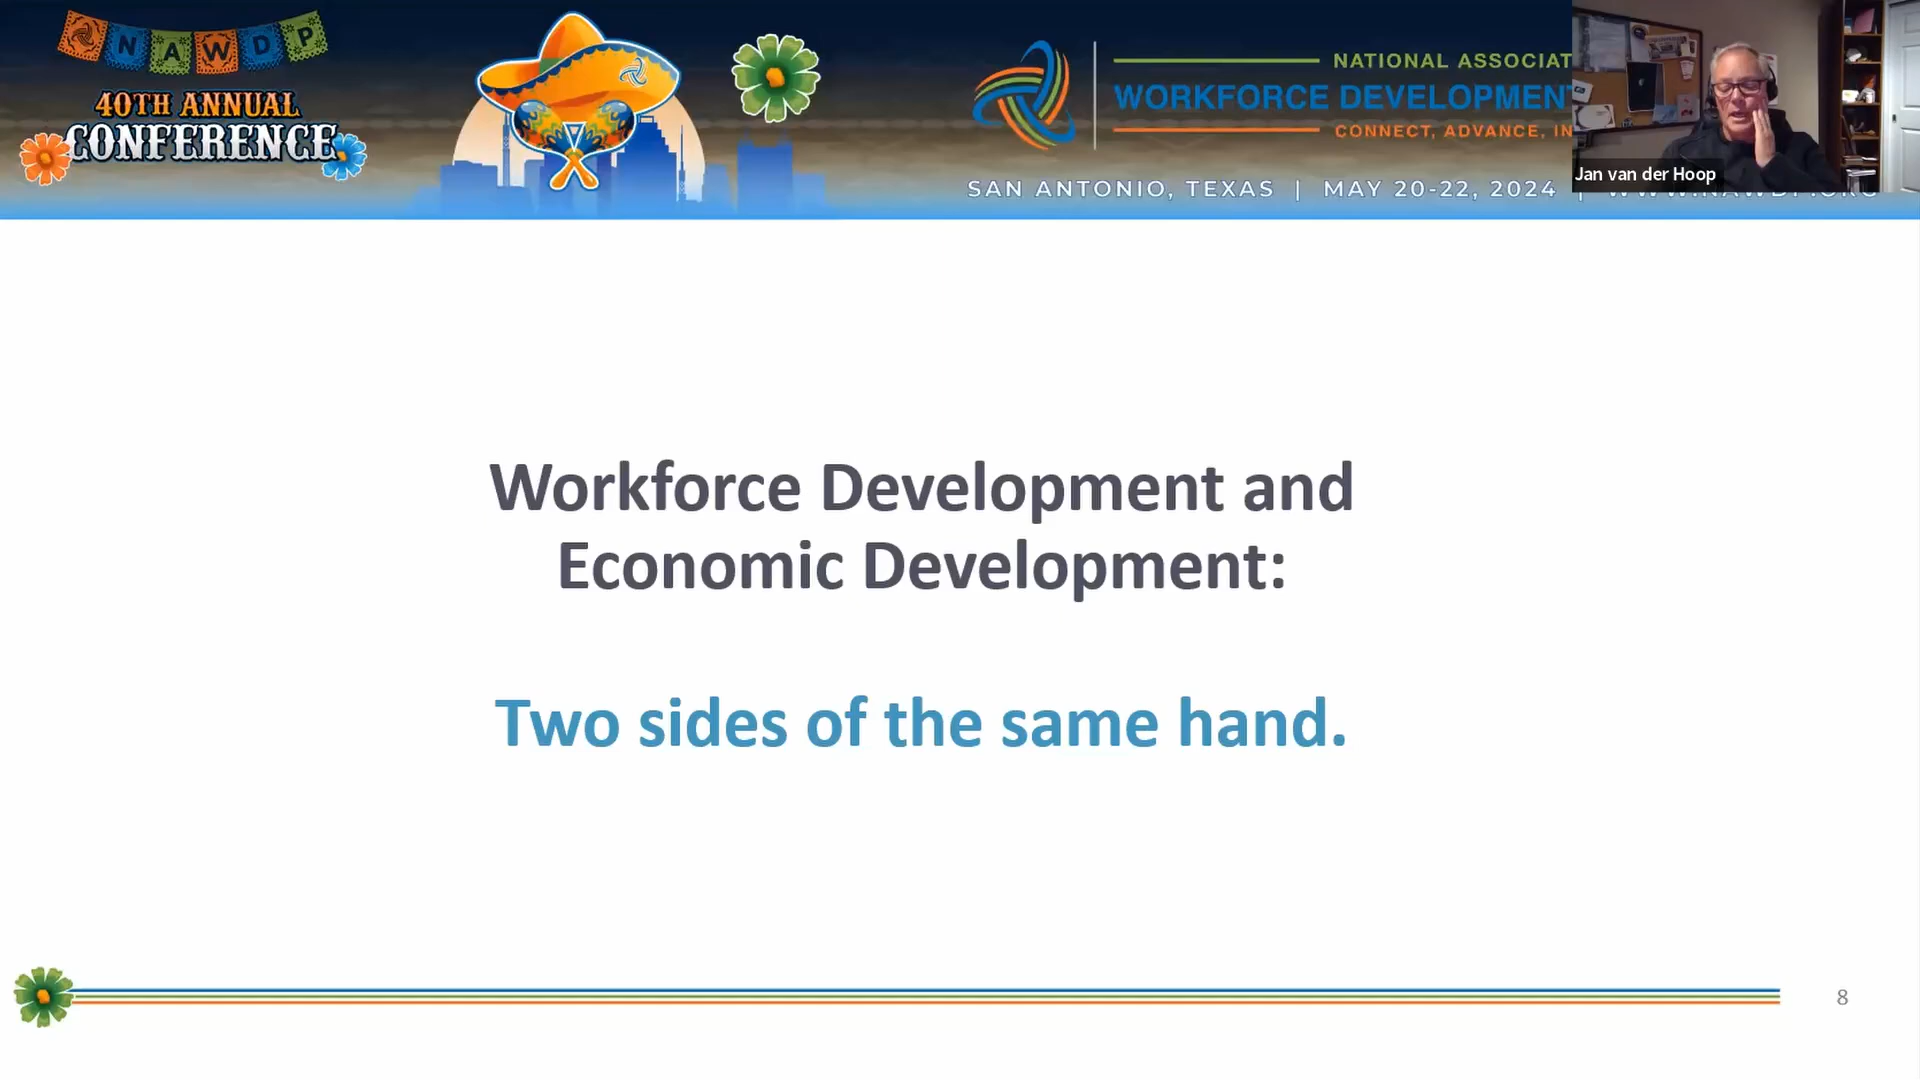 NAWDP
40TH ANNUAL
CONFERENCE
NATIONAL ASSOCIAT
WORKFORCE DEVELOPMEN
CONNECT, ADVANCE, IN
SAN ANTONIO, TEXAS | MAY 20-22, 2024 |
Jan van der Hoop
Workforce Development and
Economic Development:
Two sides of the same hand.
8